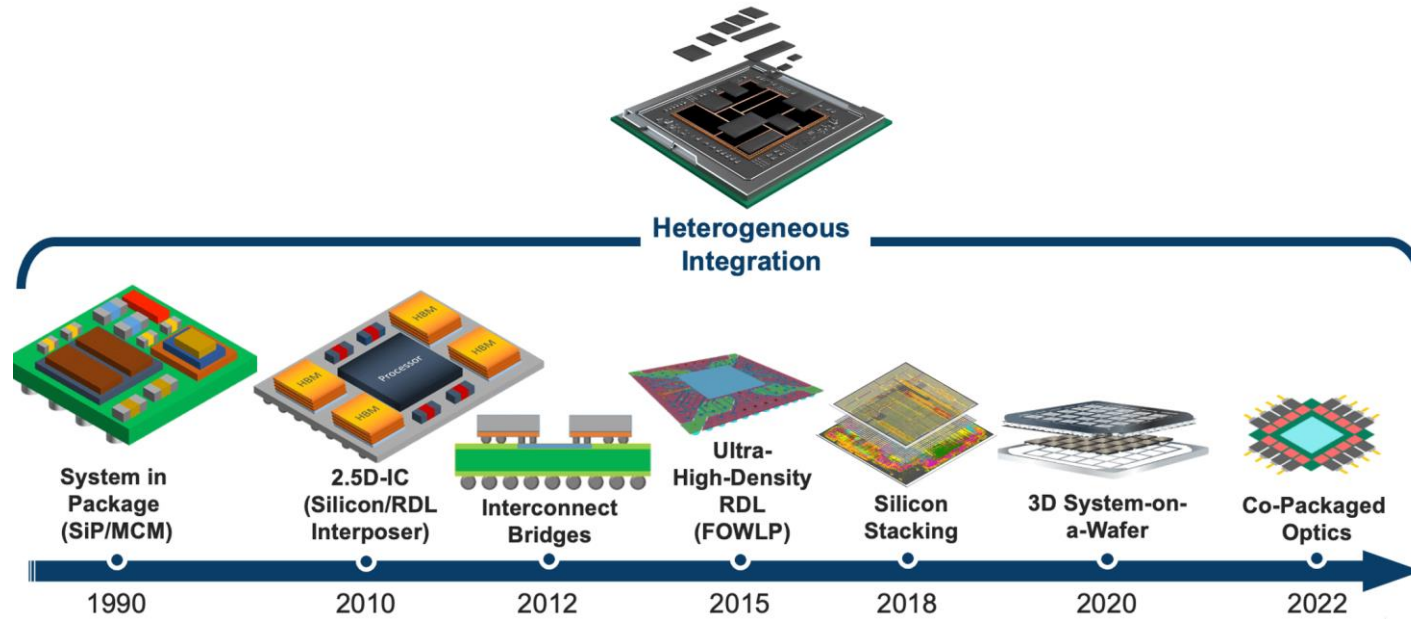 Heterogeneous
Integration
HBM
HBM
HBM
HBM
Processor
System in
Package
(SiP/MCM)
2.5D-IC
(Silicon/RDL
Interposer)
Interconnect
Bridges
Ultra-
High-Density
RDL
(FOWLP)
Silicon
Stacking
3D System-on-
a-Wafer
Co-Packaged
Optics
1990
2010
2012
2015
2018
2020
2022